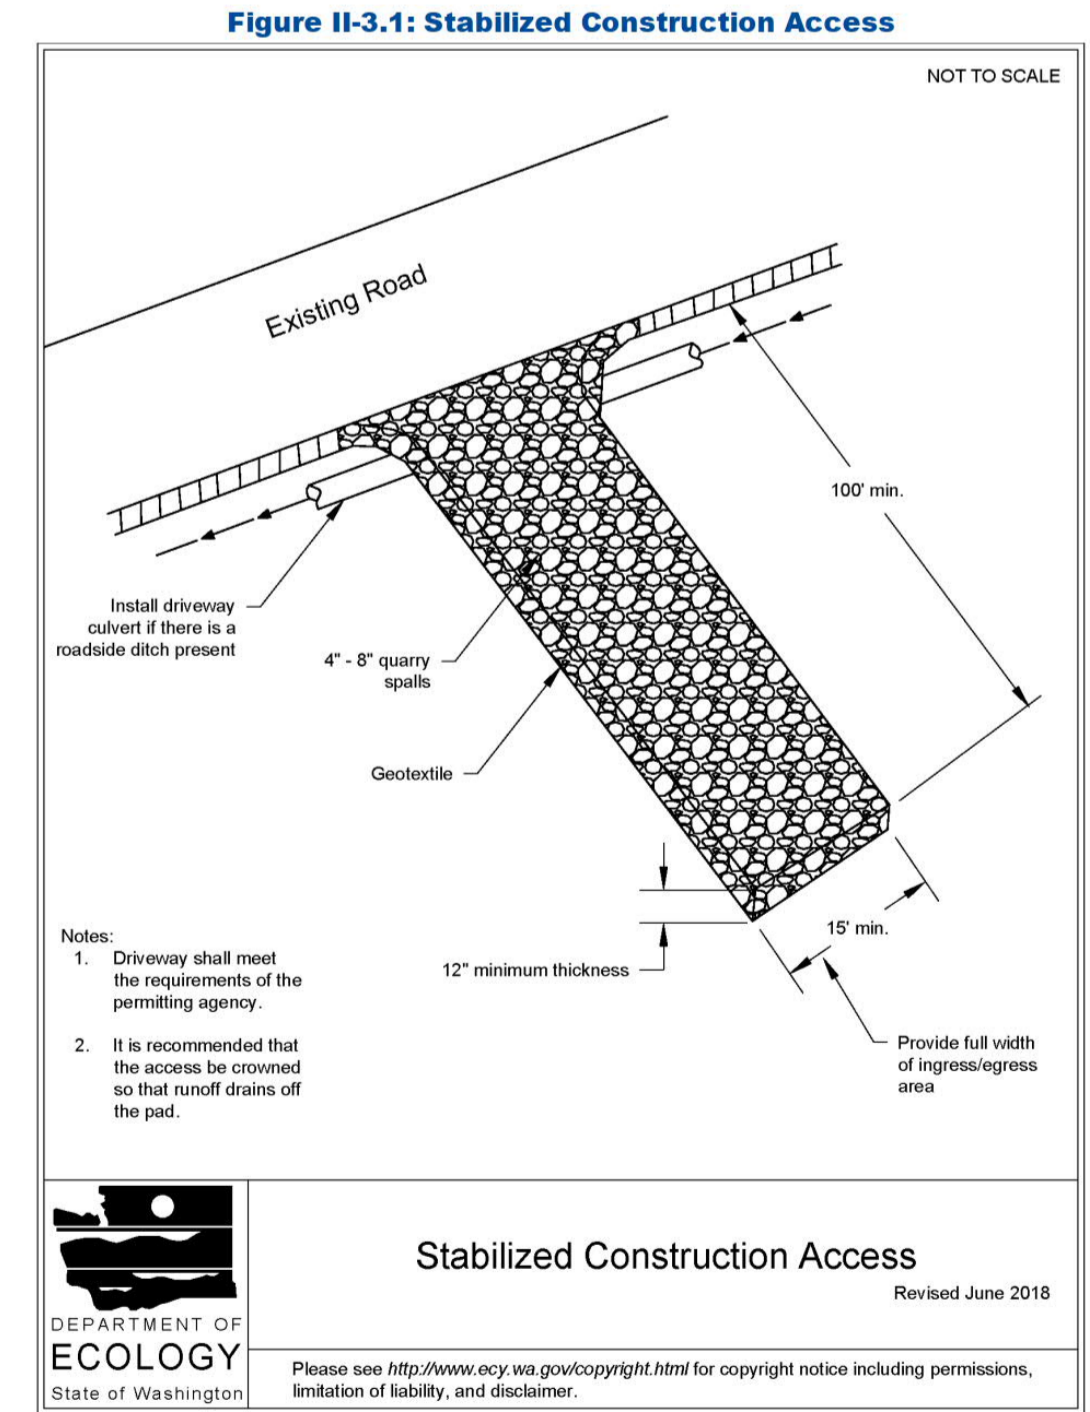 Figure II-3.1: Stabilized Construction Access
NOT TO SCALE
Existing Road
100' min.
Install driveway
culvert if there is a
roadside ditch present
4" - 8" quarry
spalls
Geotextile
15' min.
12" minimum thickness
Provide full width
of ingress/egress
area
Notes:
1. Driveway shall meet
the requirements of the
permitting agency.
2. It is recommended that
the access be crowned
so that runoff drains off
the pad.
DEPARTMENT OF
ECOLOGY
State of Washington
Stabilized Construction Access
Revised June 2018
Please see http://www.ecy.wa.gov/copyright.html for copyright notice including permissions,
limitation of liability, and disclaimer.